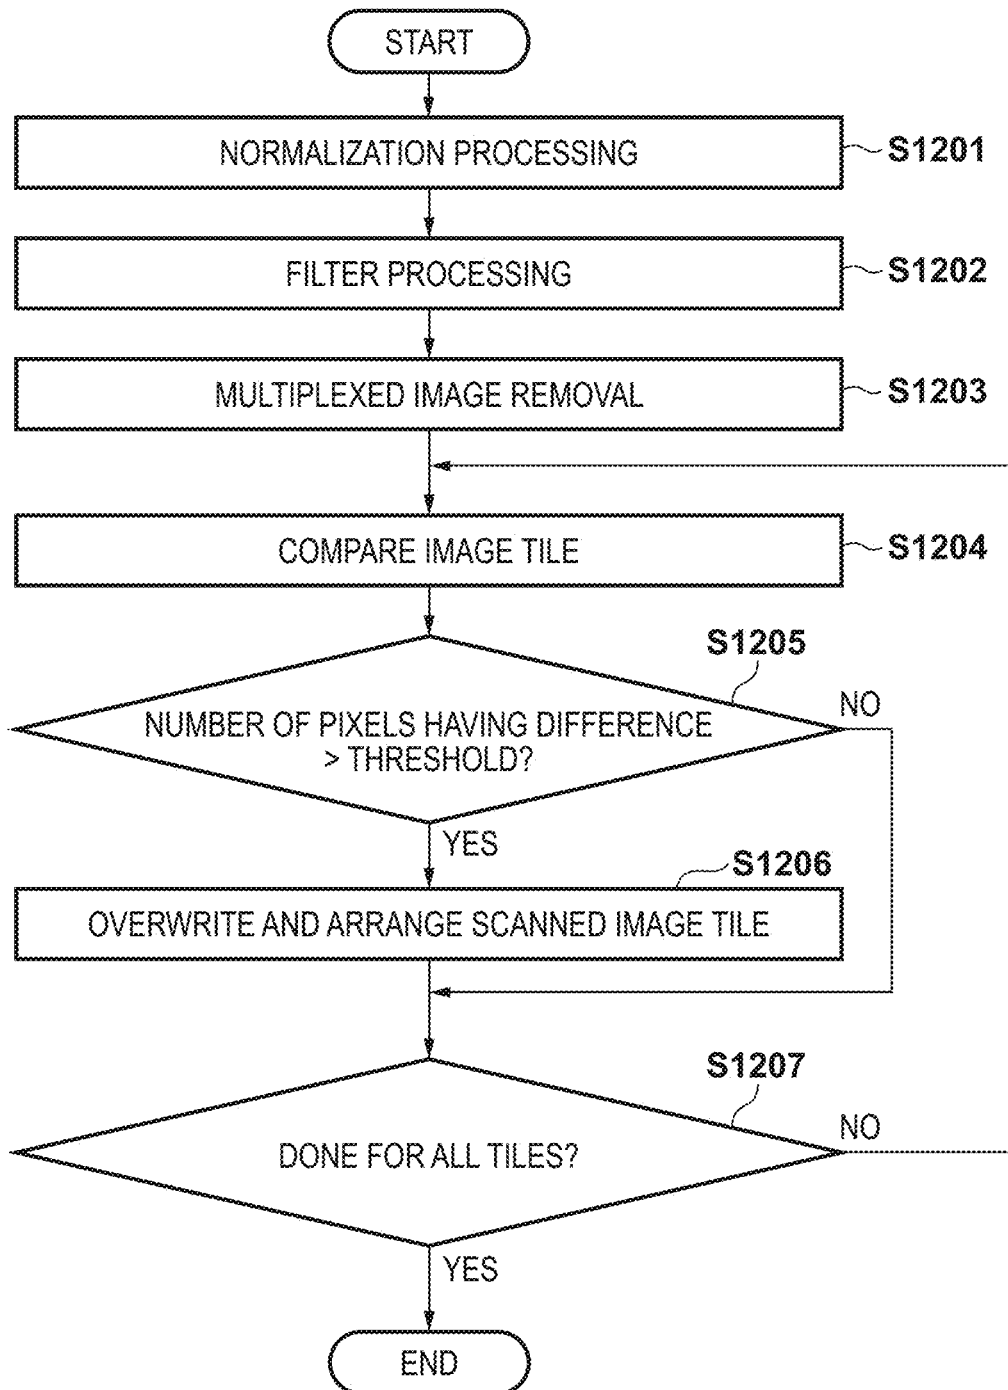 START
NORMALIZATION PROCESSING
S1201
FILTER PROCESSING
S1202
MULTIPLEXED IMAGE REMOVAL
S1203
COMPARE IMAGE TILE
S1204
S1205
NUMBER OF PIXELS HAVING DIFFERENCE
> THRESHOLD?
NO
YES
S1206
OVERWRITE AND ARRANGE SCANNED IMAGE TILE
S1207
DONE FOR ALL TILES?
NO
YES
END